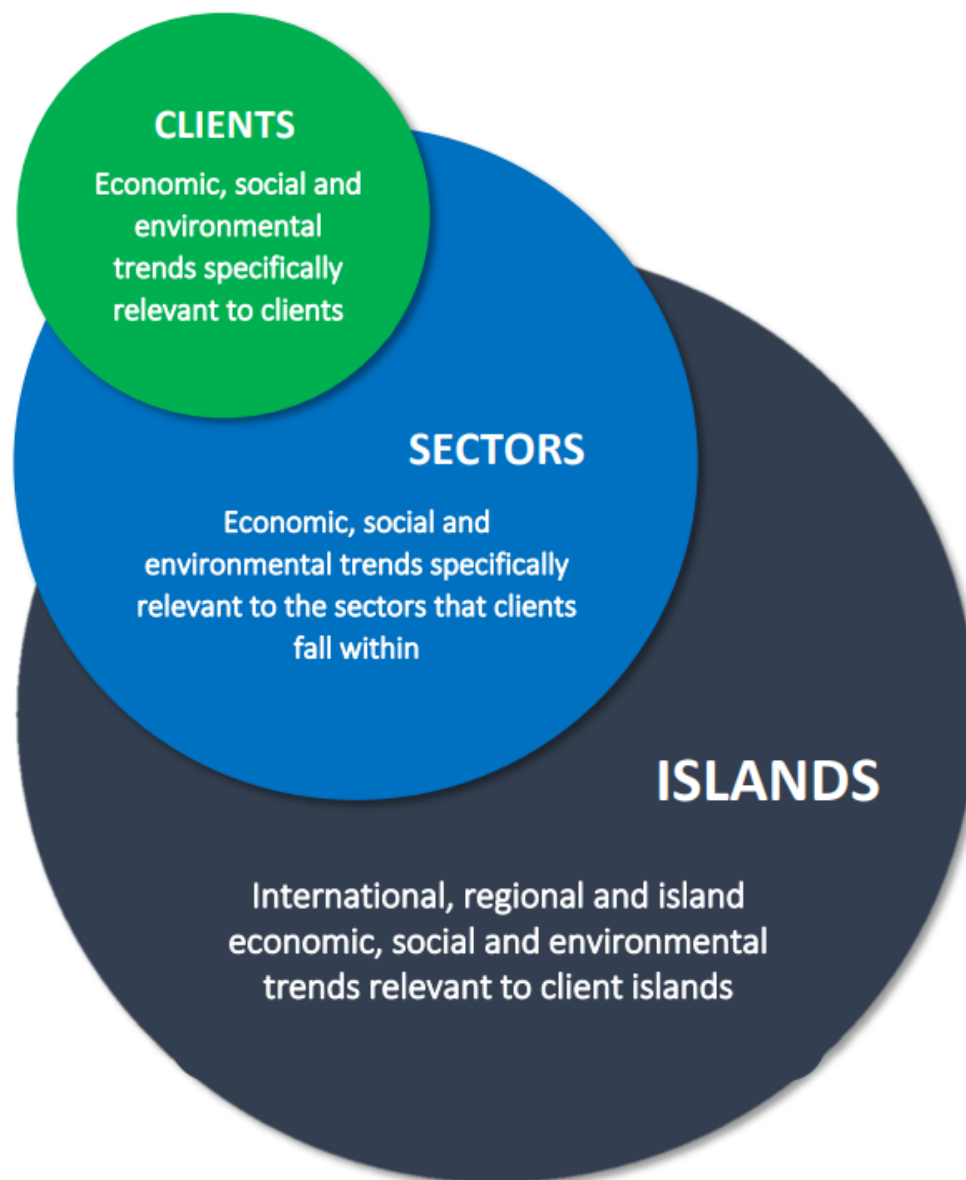 CLIENTS
Economic, social and
environmental
trends specifically
relevant to clients
SECTORS
Economic, social and
environmental trends specifically
relevant to the sectors that clients
fall within
ISLANDS
International, regional and island
economic, social and environmental
trends relevant to client islands